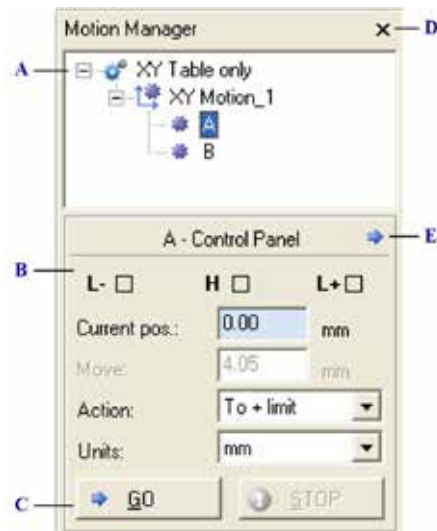 Motion Manager
D
A
XY Table only
XY Motion_1
A
B
A - Control Panel
E
B
L-
H
L+
Current pos.: 0.00 mm
Move: 4.05 mm
Action: To + limit
Units: mm
C
GO
STOP